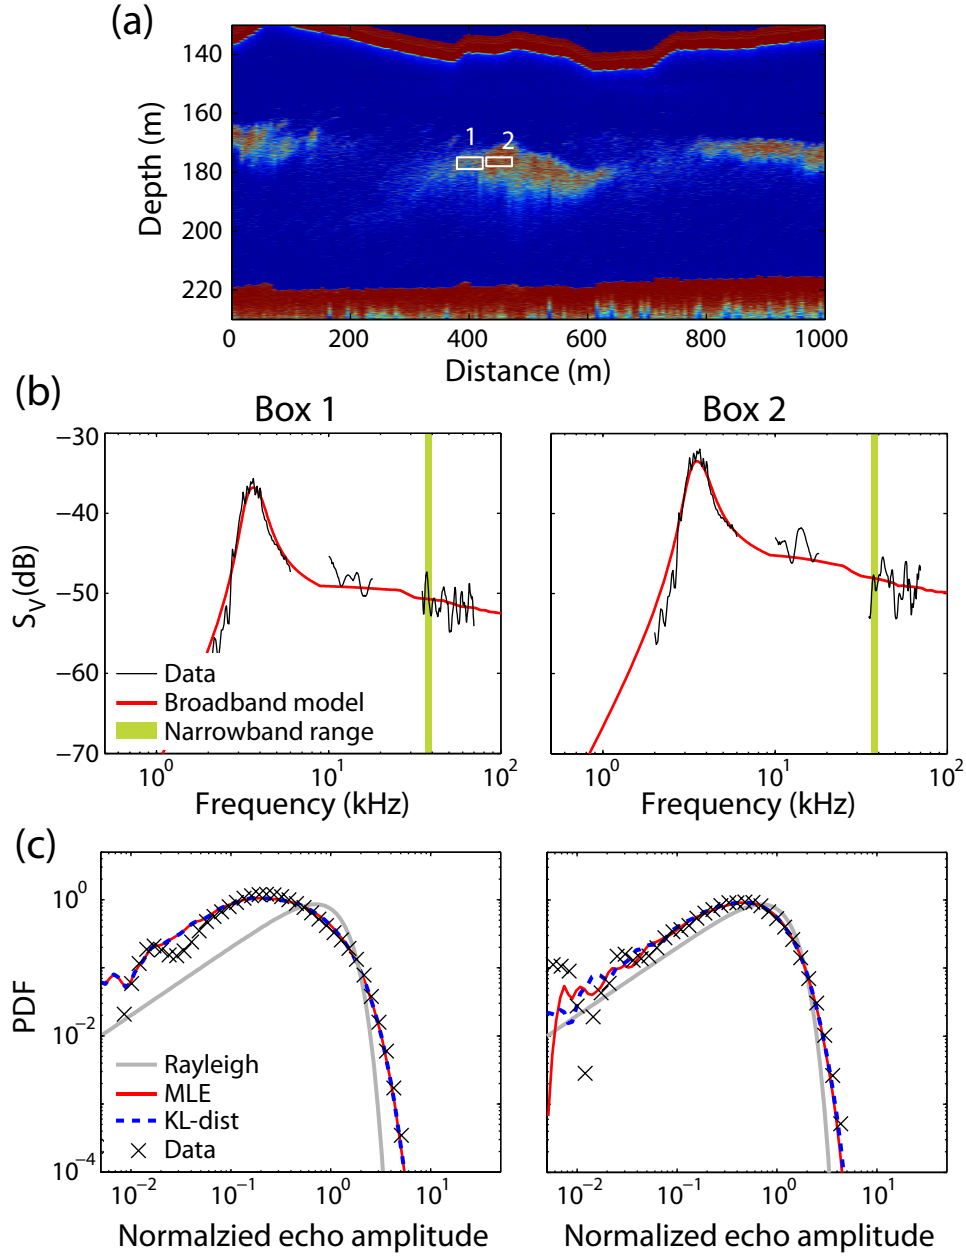 (a)
Depth (m)
140
160
180
200
220
1
2
0
200
400
600
800
1000
Distance (m)
(b)
Box 1
Box 2
S_V(dB)
−30
−40
−50
−60
−70
Data
Broadband model
Narrowband range
10^0
10^1
10^2
Frequency (kHz)
10^0
10^1
10^2
Frequency (kHz)
(c)
PDF
10^0
10^-2
10^-4
Rayleigh
MLE
KL-dist
Data
10^-2
10^-1
10^0
10^1
Normalzied echo amplitude
10^-2
10^-1
10^0
10^1
Normalized echo amplitude